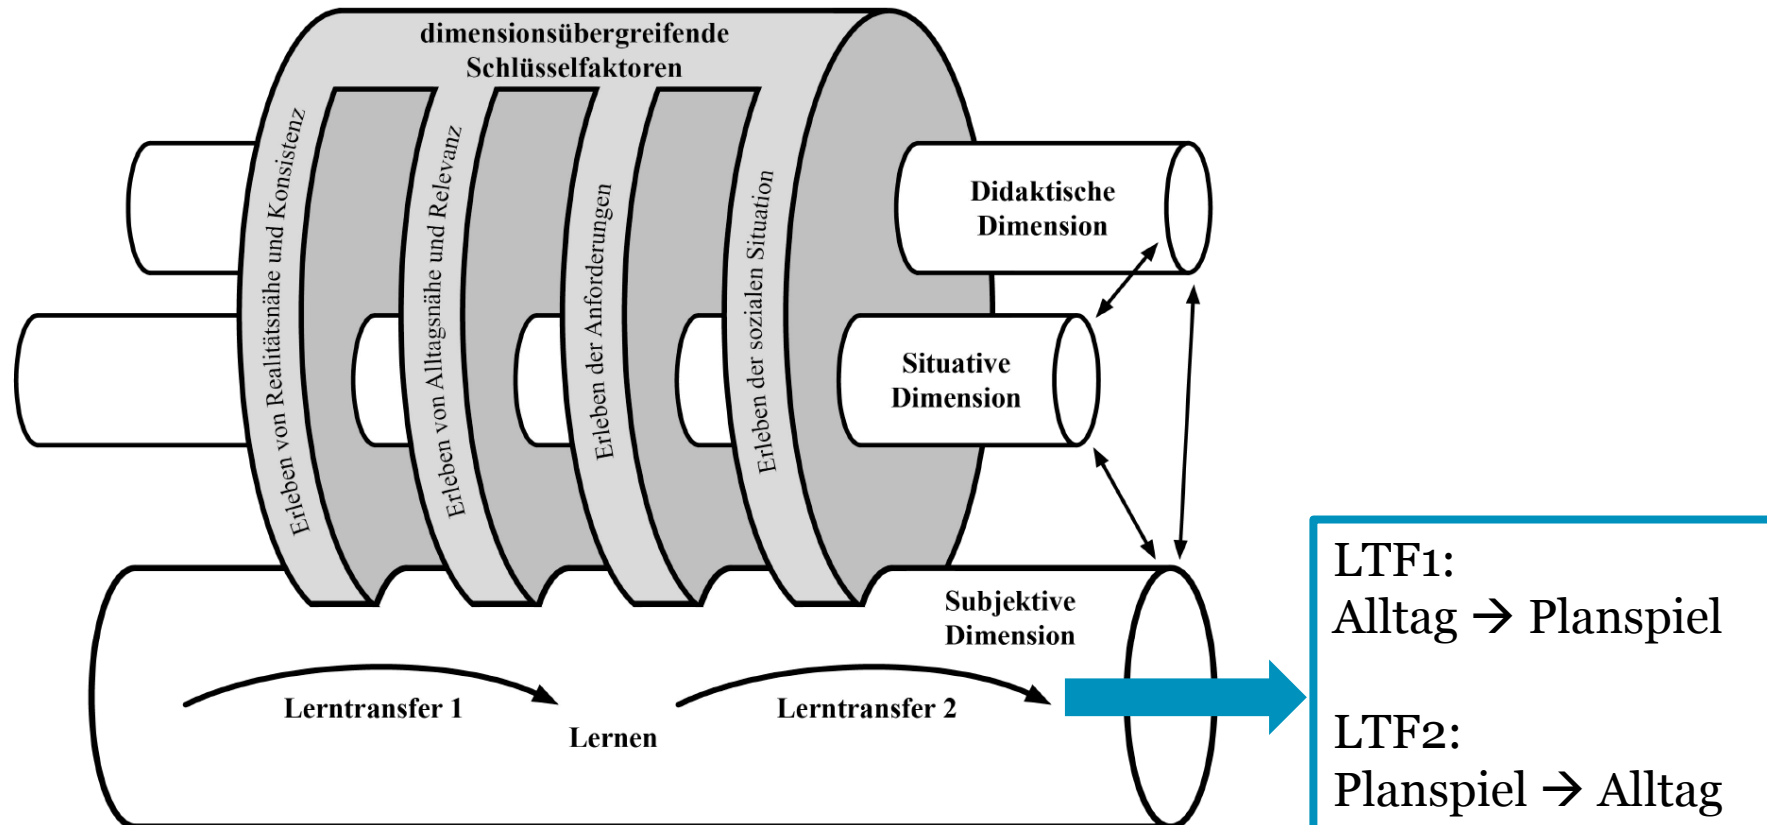 dimensionsübergreifende
Schlüsselfaktoren
Erleben von Realitätsnähe und Konsistenz
Erleben von Alltagsnähe und Relevanz
Erleben der Anforderungen
Erleben der sozialen Situation
Didaktische
Dimension
Situative
Dimension
Subjektive
Dimension
Lerntransfer 1
Lernen
Lerntransfer 2
LTF1:
Alltag → Planspiel
LTF2:
Planspiel → Alltag